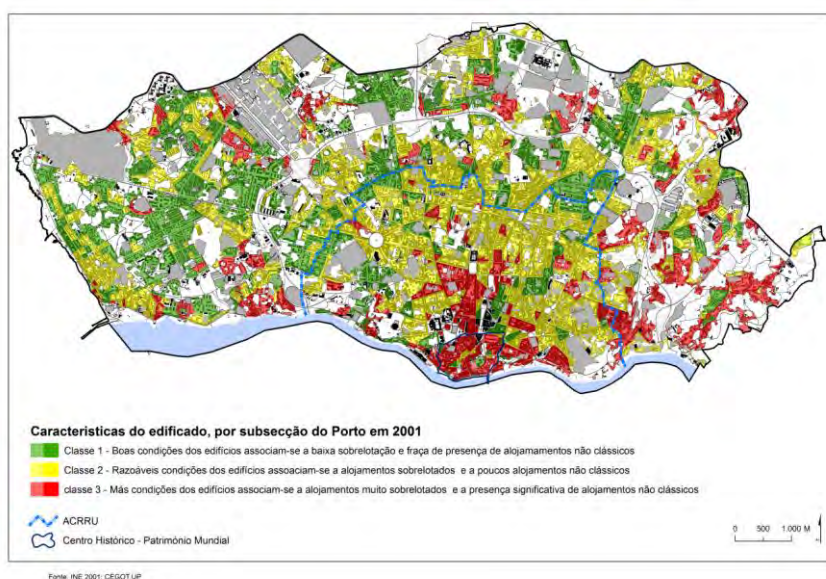 Caracteristicas do edificado, por subsecção do Porto em 2001
Classe 1 - Boas condições dos edifícios associam-se a baixa sobrelotação e fraça de presença de alojamamentos não clássicos
Classe 2 - Razoáveis condições dos edifícios assoaciam-se a alojamentos sobrelotados e a poucos alojamentos não clássicos
classe 3 - Más condições dos edifícios associam-se a alojamentos muito sobrelotados e a presença significativa de alojamentos não clássicos
ACRRU
Centro Histórico - Património Mundial
0 500 1.000 M
Fonte: INE 2001; CEGOT.UP